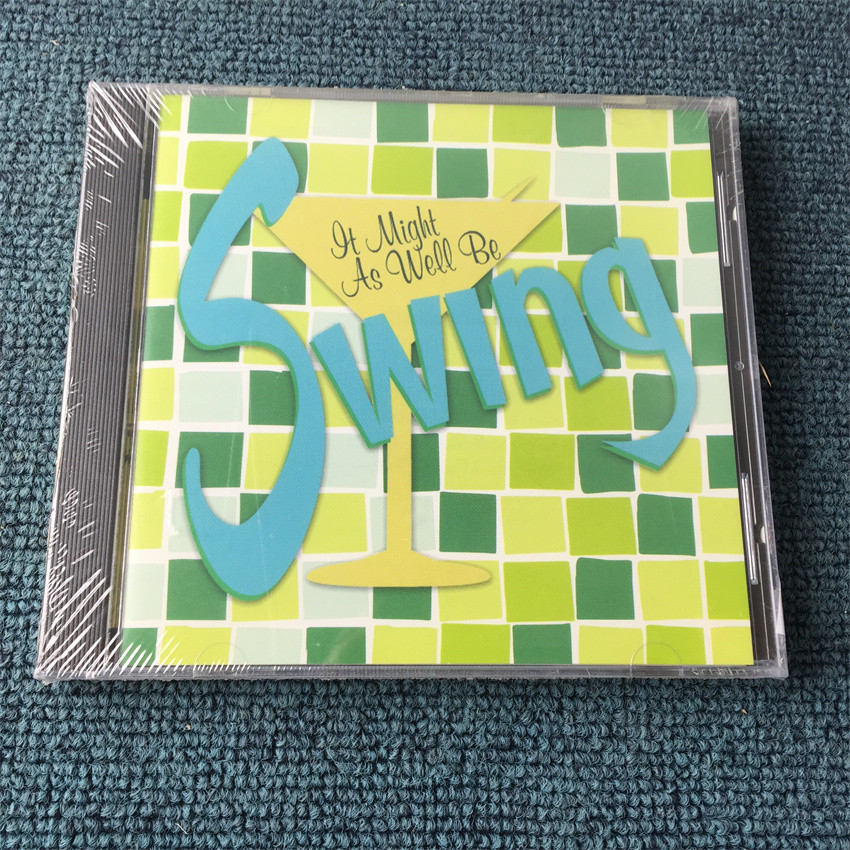 It Might
As Well Be
Swing